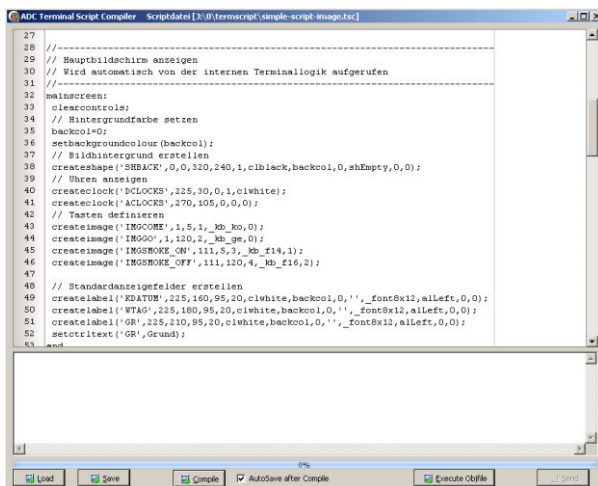 ADC Terminal Script Compiler Scriptdatei [J:\0\termscript\simple-script-image.tsc]
27
28 //----------------------------------------------------------------------
29 // Hauptbildschirm anzeigen
30 // Wird automatisch von der internen Terminallogik aufgerufen
31 //----------------------------------------------------------------------
32 mainscreen:
33 clearcontrols;
34 // Hintergrundfarbe setzen
35 backcol=0;
36 setbackgroundcolour(backcol);
37 // Bildhintergrund erstellen
38 createshape('SHBACK',0,0,320,240,1,clblack,backcol,0,shEmpty,0,0);
39 // Uhren anzeigen
40 createclock('DCLOCKS',225,30,0,1,clwhite);
41 createclock('ACLOCKS',270,105,0,0,0);
42 // Tasten definieren
43 createimage('IMGCOME',1,5,1,_kb_ko,0);
44 createimage('IMGGO',1,120,2,_kb_ge,0);
45 createimage('IMGSMOKE_ON',111,5,3,_kb_f14,1);
46 createimage('IMGSMOKE_OFF',111,120,4,_kb_f16,2);
47
48 // Standardanzeigefelder erstellen
49 createlabel('KDATUM',225,160,95,20,clwhite,backcol,0,'',_font8x12,alLeft,0,0);
50 createlabel('WTAG',225,180,95,20,clwhite,backcol,0,'',_font8x12,alLeft,0,0);
51 createlabel('GR',225,210,95,20,clwhite,backcol,0,'',_font8x12,alLeft,0,0);
52 setctrltext('GR',Grund);
53 end
0%
Load Save Compile AutoSave after Compile Execute Objfile Send